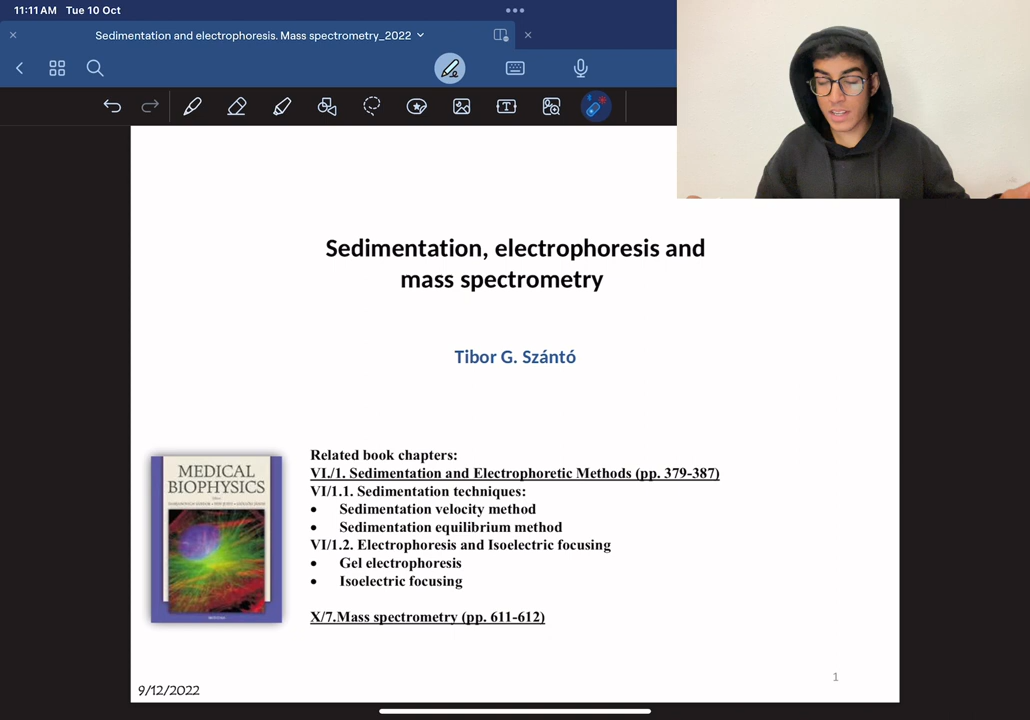 11:11 AM Tue 10 Oct
Sedimentation and electrophoresis. Mass spectrometry_2022
Sedimentation, electrophoresis and
mass spectrometry
Tibor G. Szántó
MEDICAL
BIOPHYSICS
Related book chapters:
VI./1. Sedimentation and Electrophoretic Methods (pp. 379-387)
VI/1.1. Sedimentation techniques:
• Sedimentation velocity method
• Sedimentation equilibrium method
VI/1.2. Electrophoresis and Isoelectric focusing
• Gel electrophoresis
• Isoelectric focusing
X/7.Mass spectrometry (pp. 611-612)
1
9/12/2022